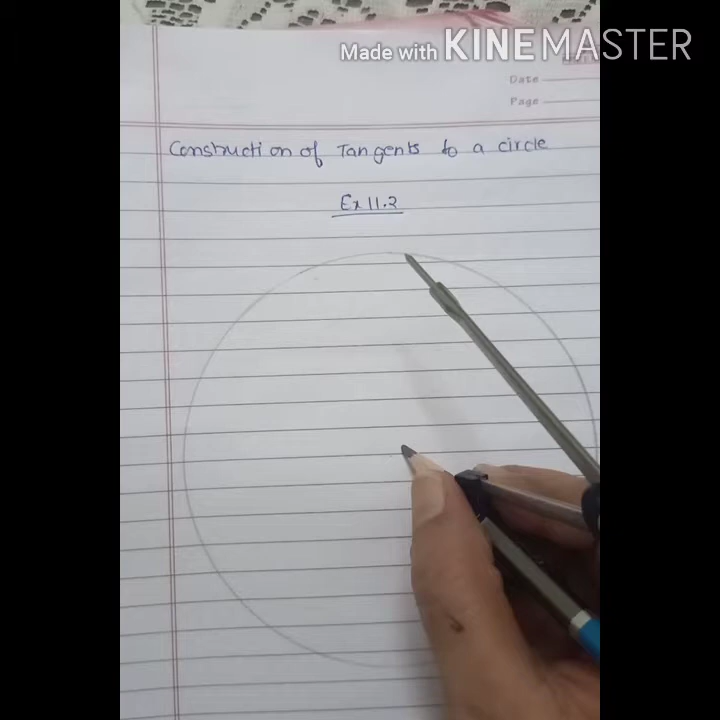 Made with KINEMASTER
Date
Page
Construction of Tangents to a circle
Ex 11.2